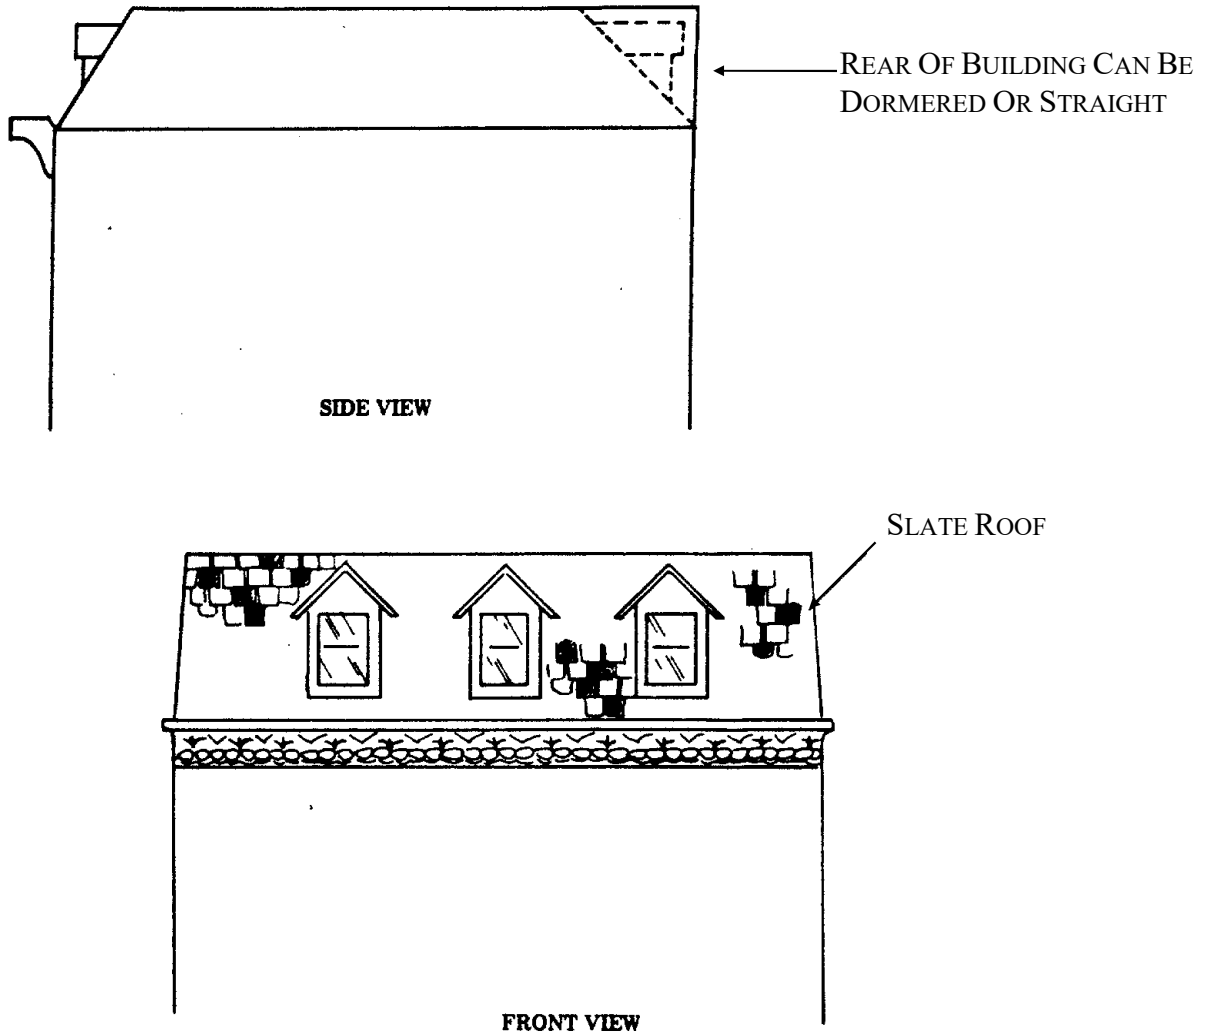 REAR OF BUILDING CAN BE
DORMERED OR STRAIGHT
SIDE VIEW
SLATE ROOF
FRONT VIEW